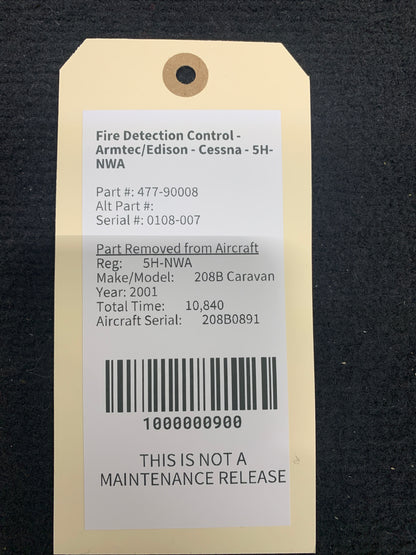 Fire Detection Control -
Armtec/Edison - Cessna - 5H-
NWA
Part #: 477-90008
Alt Part #:
Serial #: 0108-007
Part Removed from Aircraft
Reg: 5H-NWA
Make/Model: 208B Caravan
Year: 2001
Total Time: 10,840
Aircraft Serial: 208B0891
1000000900
THIS IS NOT A
MAINTENANCE RELEASE